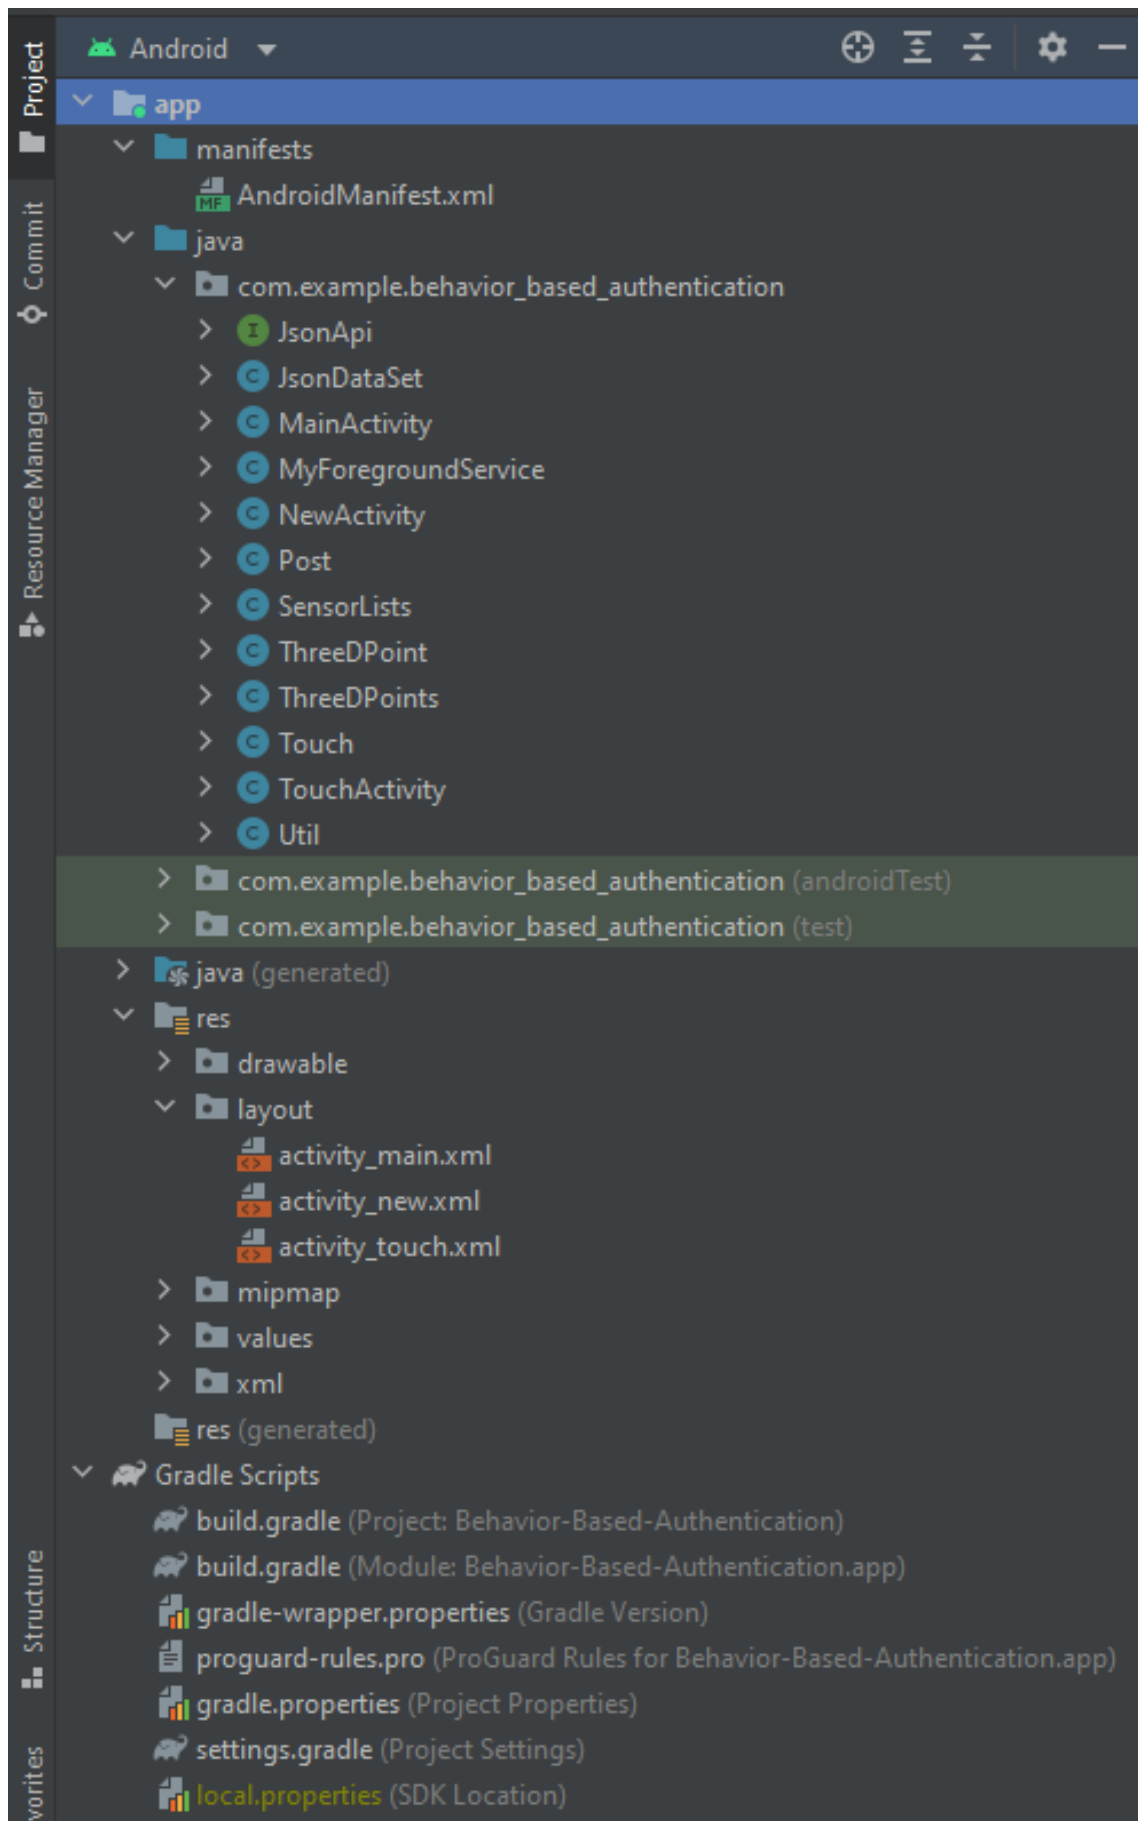 Android
app
manifests
MF AndroidManifest.xml
java
com.example.behavior_based_authentication
I JsonApi
C JsonDataSet
C MainActivity
C MyForegroundService
C NewActivity
C Post
C SensorLists
C ThreeDPoint
C ThreeDPoints
C Touch
C TouchActivity
C Util
com.example.behavior_based_authentication (androidTest)
com.example.behavior_based_authentication (test)
java (generated)
res
drawable
layout
activity_main.xml
activity_new.xml
activity_touch.xml
mipmap
values
xml
res (generated)
Gradle Scripts
build.gradle (Project: Behavior-Based-Authentication)
build.gradle (Module: Behavior-Based-Authentication.app)
gradle-wrapper.properties (Gradle Version)
proguard-rules.pro (ProGuard Rules for Behavior-Based-Authentication.app)
gradle.properties (Project Properties)
settings.gradle (Project Settings)
local.properties (SDK Location)
Project
Commit
Resource Manager
Structure
vorites